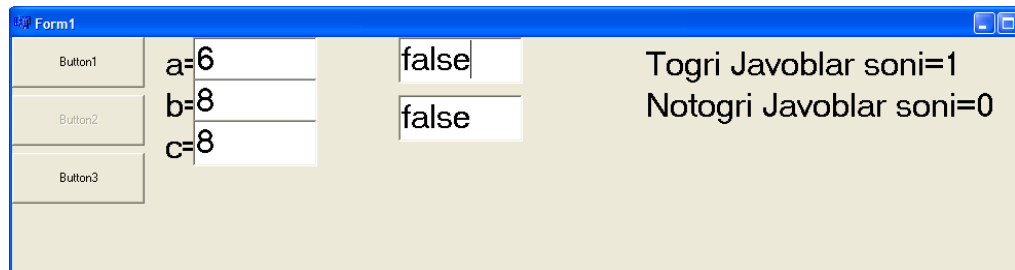 Form1
Button1
a=6
false
Togri Javoblar soni=1
Button2
b=8
false
Notogri Javoblar soni=0
c=8
Button3